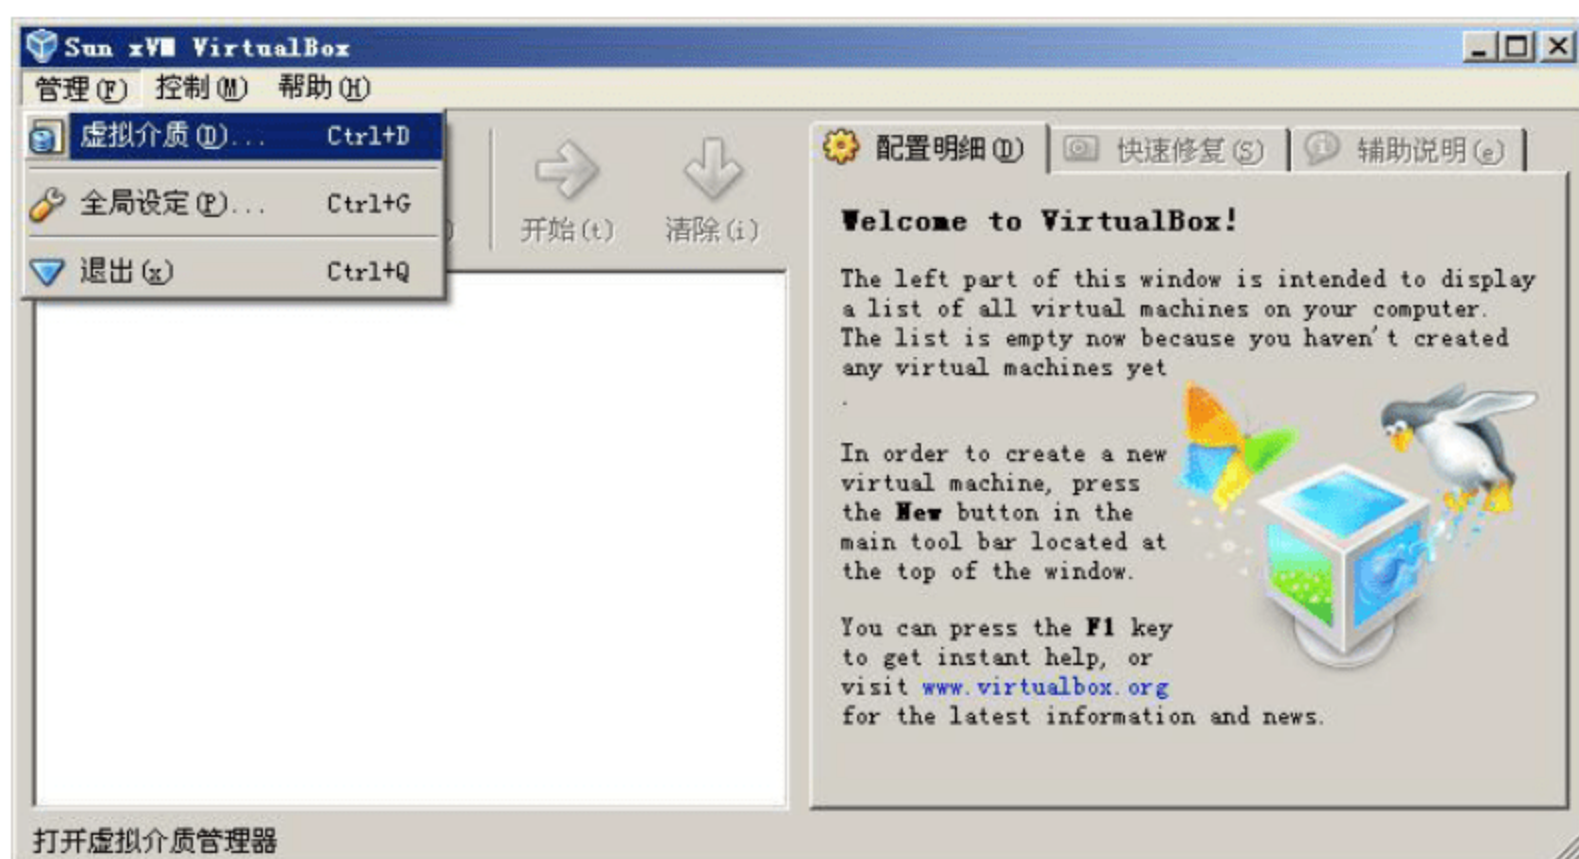 Sun xVM VirtualBox
管理(F) 控制(M) 帮助(H)
虚拟介质(D)... Ctrl+D
全局设定(P)... Ctrl+G
退出(x) Ctrl+Q
)
开始(t) 清除(i)
配置明细(D) 快速修复(S) 辅助说明(e)
Welcome to VirtualBox!
The left part of this window is intended to display
a list of all virtual machines on your computer.
The list is empty now because you haven't created
any virtual machines yet
.
In order to create a new
virtual machine, press
the New button in the
main tool bar located at
the top of the window.
You can press the F1 key
to get instant help, or
visit www.virtualbox.org
for the latest information and news.
打开虚拟介质管理器